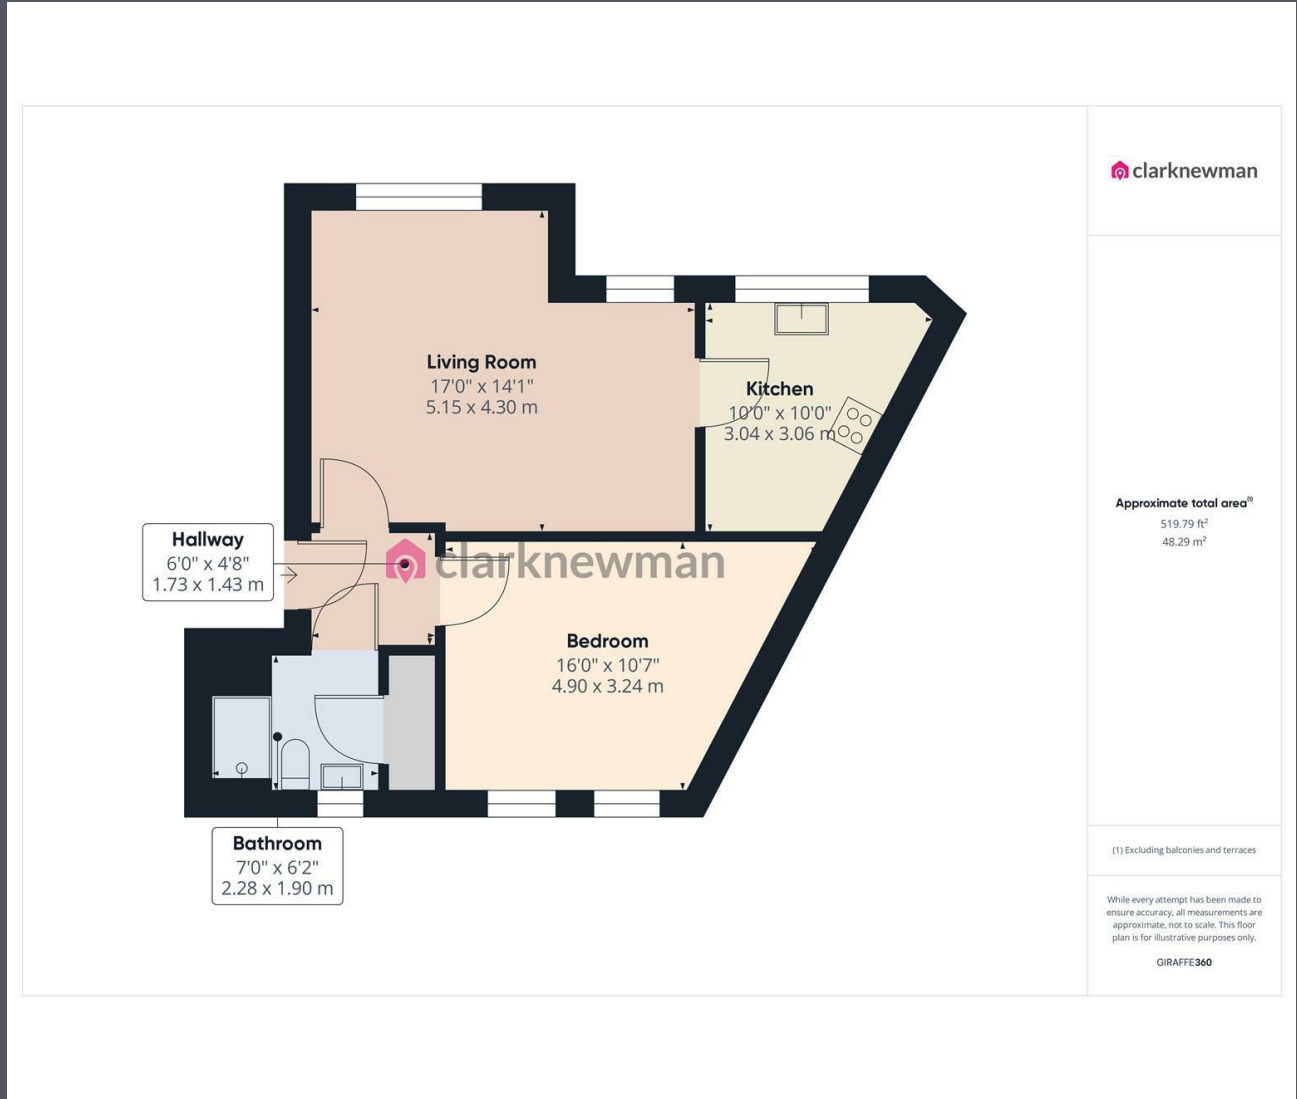 clarknewman
Living Room
17'0" x 14'1"
5.15 x 4.30 m
Kitchen
10'0" x 10'0"
3.04 x 3.06 m
Hallway
6'0" x 4'8"
1.73 x 1.43 m
clarknewman
Bedroom
16'0" x 10'7"
4.90 x 3.24 m
Bathroom
7'0" x 6'2"
2.28 x 1.90 m
Approximate total area(1)
519.79 ft²
48.29 m²
(1) Excluding balconies and terraces
While every attempt has been made to
ensure accuracy, all measurements are
approximate, not to scale. This floor
plan is for illustrative purposes only.
GIRAFFE360